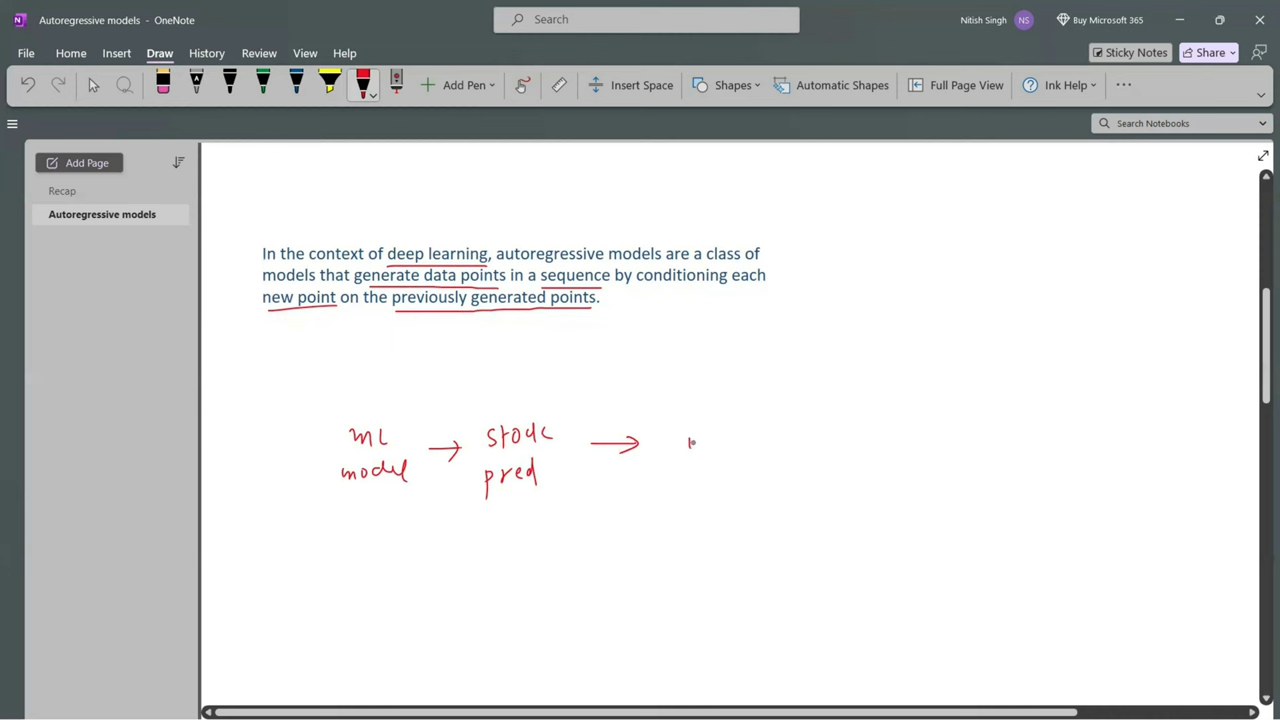 Autoregressive models - OneNote
Search
Nitish Singh NS
Buy Microsoft 365
File Home Insert Draw History Review View Help
Sticky Notes
Share
Add Pen
Insert Space
Shapes
Automatic Shapes
Full Page View
Ink Help
Search Notebooks
Add Page
Recap
Autoregressive models
In the context of deep learning, autoregressive models are a class of
models that generate data points in a sequence by conditioning each
new point on the previously generated points.
ML → stock →
model pred